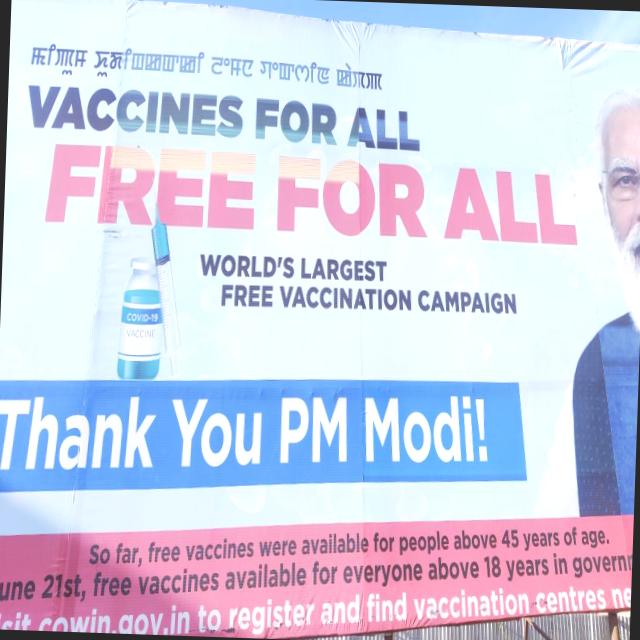 VACCINES FOR ALL
FREE FOR ALL
WORLD'S LARGEST
FREE VACCINATION CAMPAIGN
COVID-19
VACCINE
Thank You PM Modi!
So far, free vaccines were available for people above 45 years of age.
une 21st, free vaccines available for everyone above 18 years in governm
sit cowin.gov.in to register and find vaccination centres ne